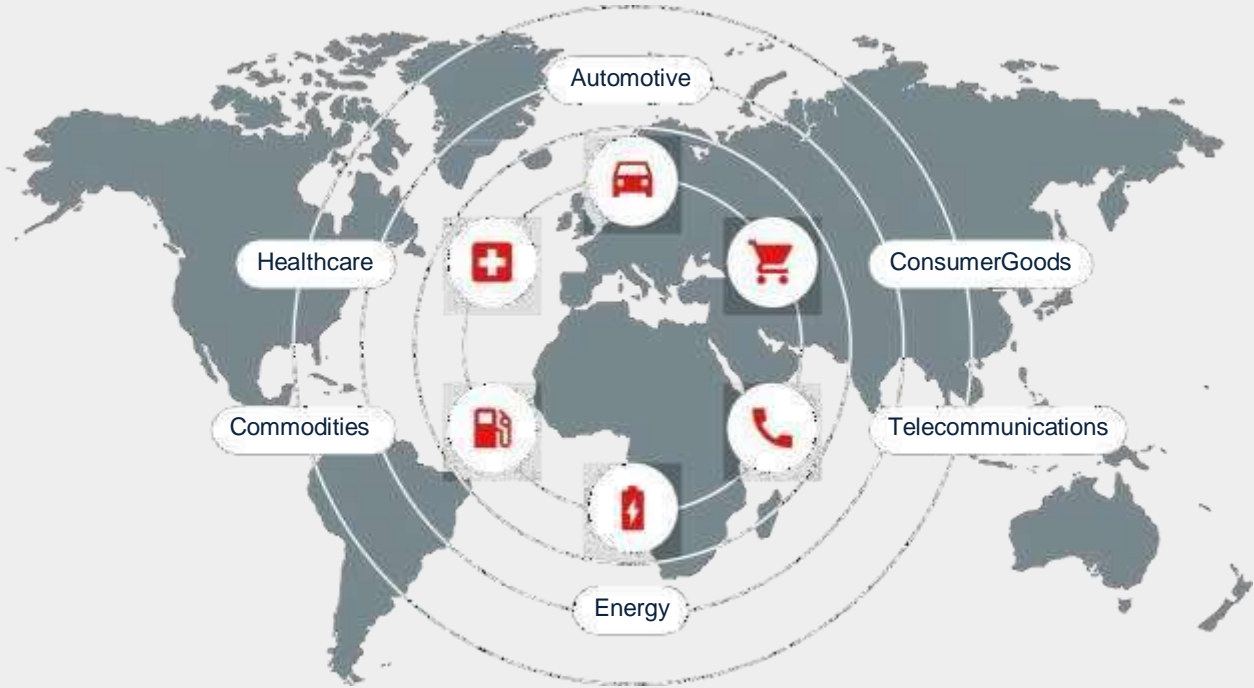 Automotive
Healthcare
ConsumerGoods
Commodities
Telecommunications
Energy